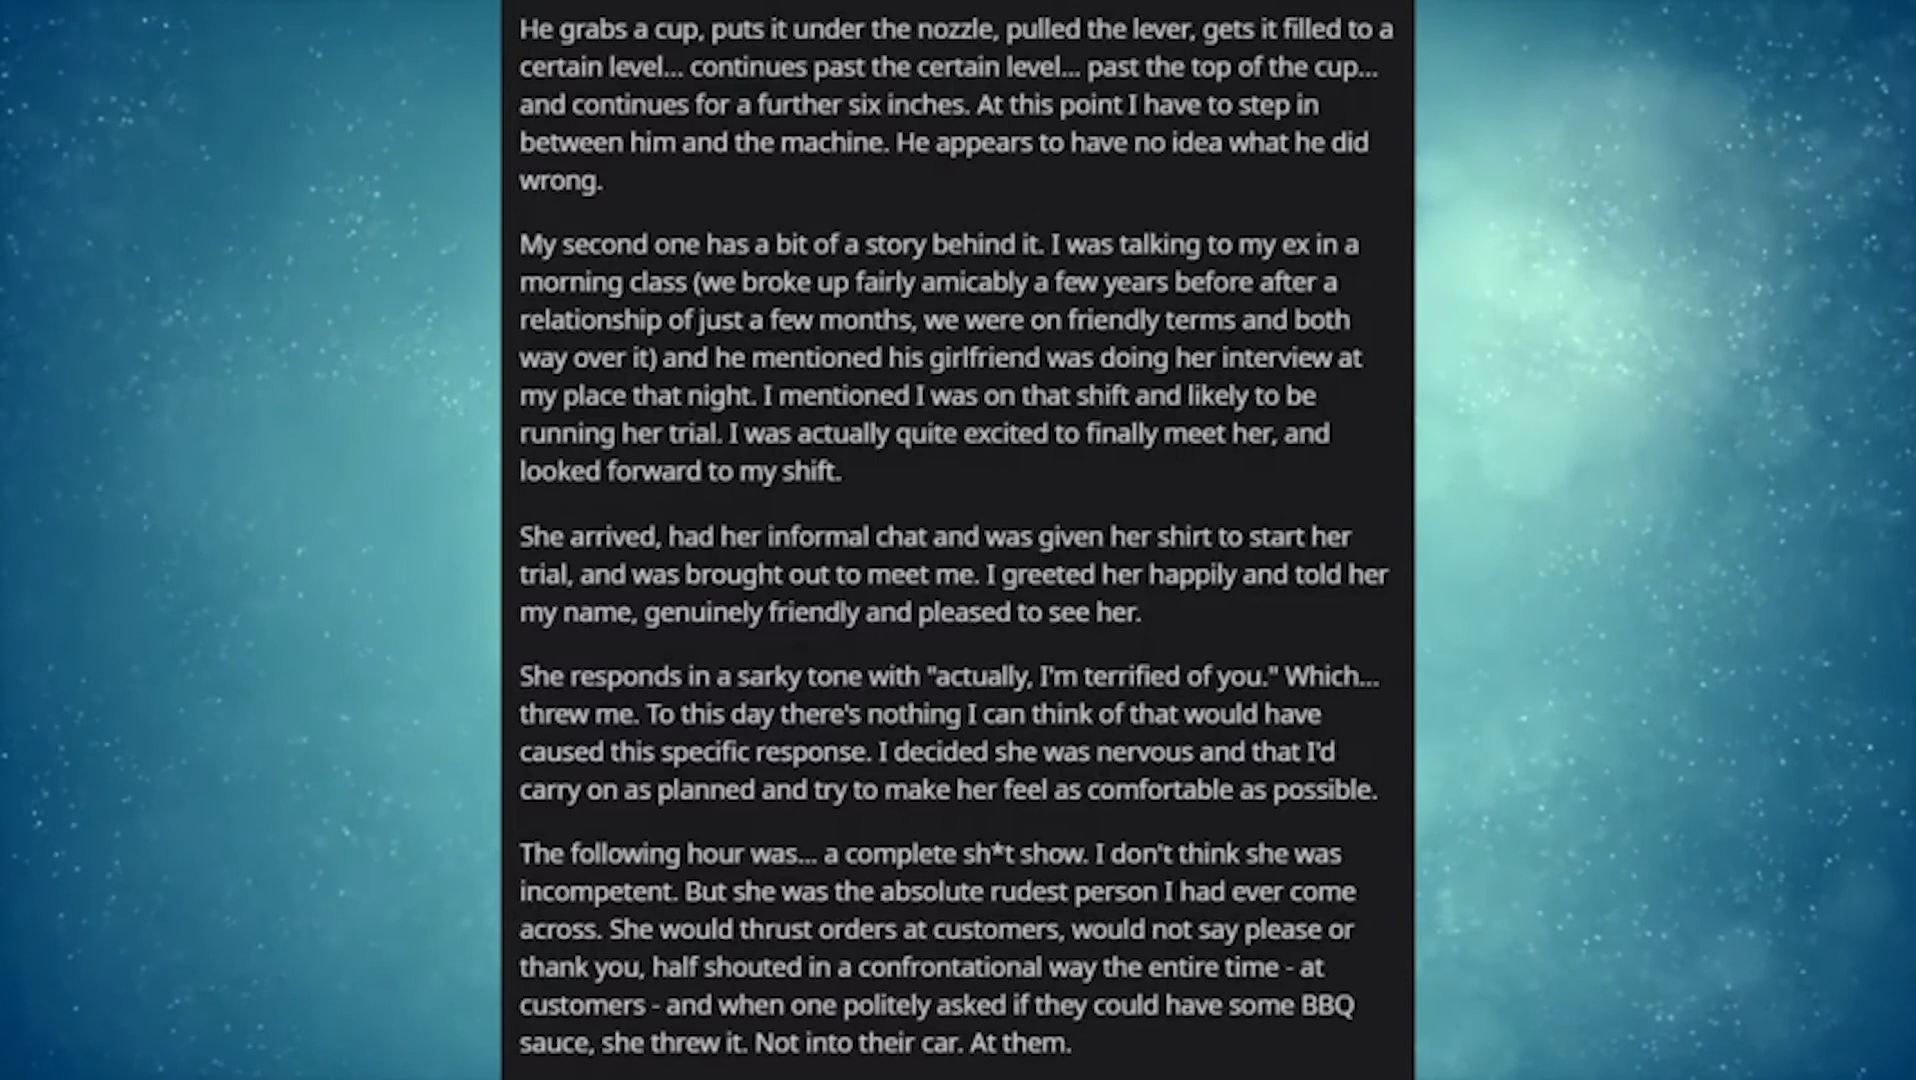 He grabs a cup, puts it under the nozzle, pulled the lever, gets it filled to a
certain level... continues past the certain level... past the top of the cup...
and continues for a further six inches. At this point I have to step in
between him and the machine. He appears to have no idea what he did
wrong.
My second one has a bit of a story behind it. I was talking to my ex in a
morning class (we broke up fairly amicably a few years before after a
relationship of just a few months, we were on friendly terms and both
way over it) and he mentioned his girlfriend was doing her interview at
my place that night. I mentioned I was on that shift and likely to be
running her trial. I was actually quite excited to finally meet her, and
looked forward to my shift.
She arrived, had her informal chat and was given her shirt to start her
trial, and was brought out to meet me. I greeted her happily and told her
my name, genuinely friendly and pleased to see her.
She responds in a sarky tone with "actually, I'm terrified of you." Which...
threw me. To this day there's nothing I can think of that would have
caused this specific response. I decided she was nervous and that I'd
carry on as planned and try to make her feel as comfortable as possible.
The following hour was... a complete sh*t show. I don't think she was
incompetent. But she was the absolute rudest person I had ever come
across. She would thrust orders at customers, would not say please or
thank you, half shouted in a confrontational way the entire time - at
customers - and when one politely asked if they could have some BBQ
sauce, she threw it. Not into their car. At them.